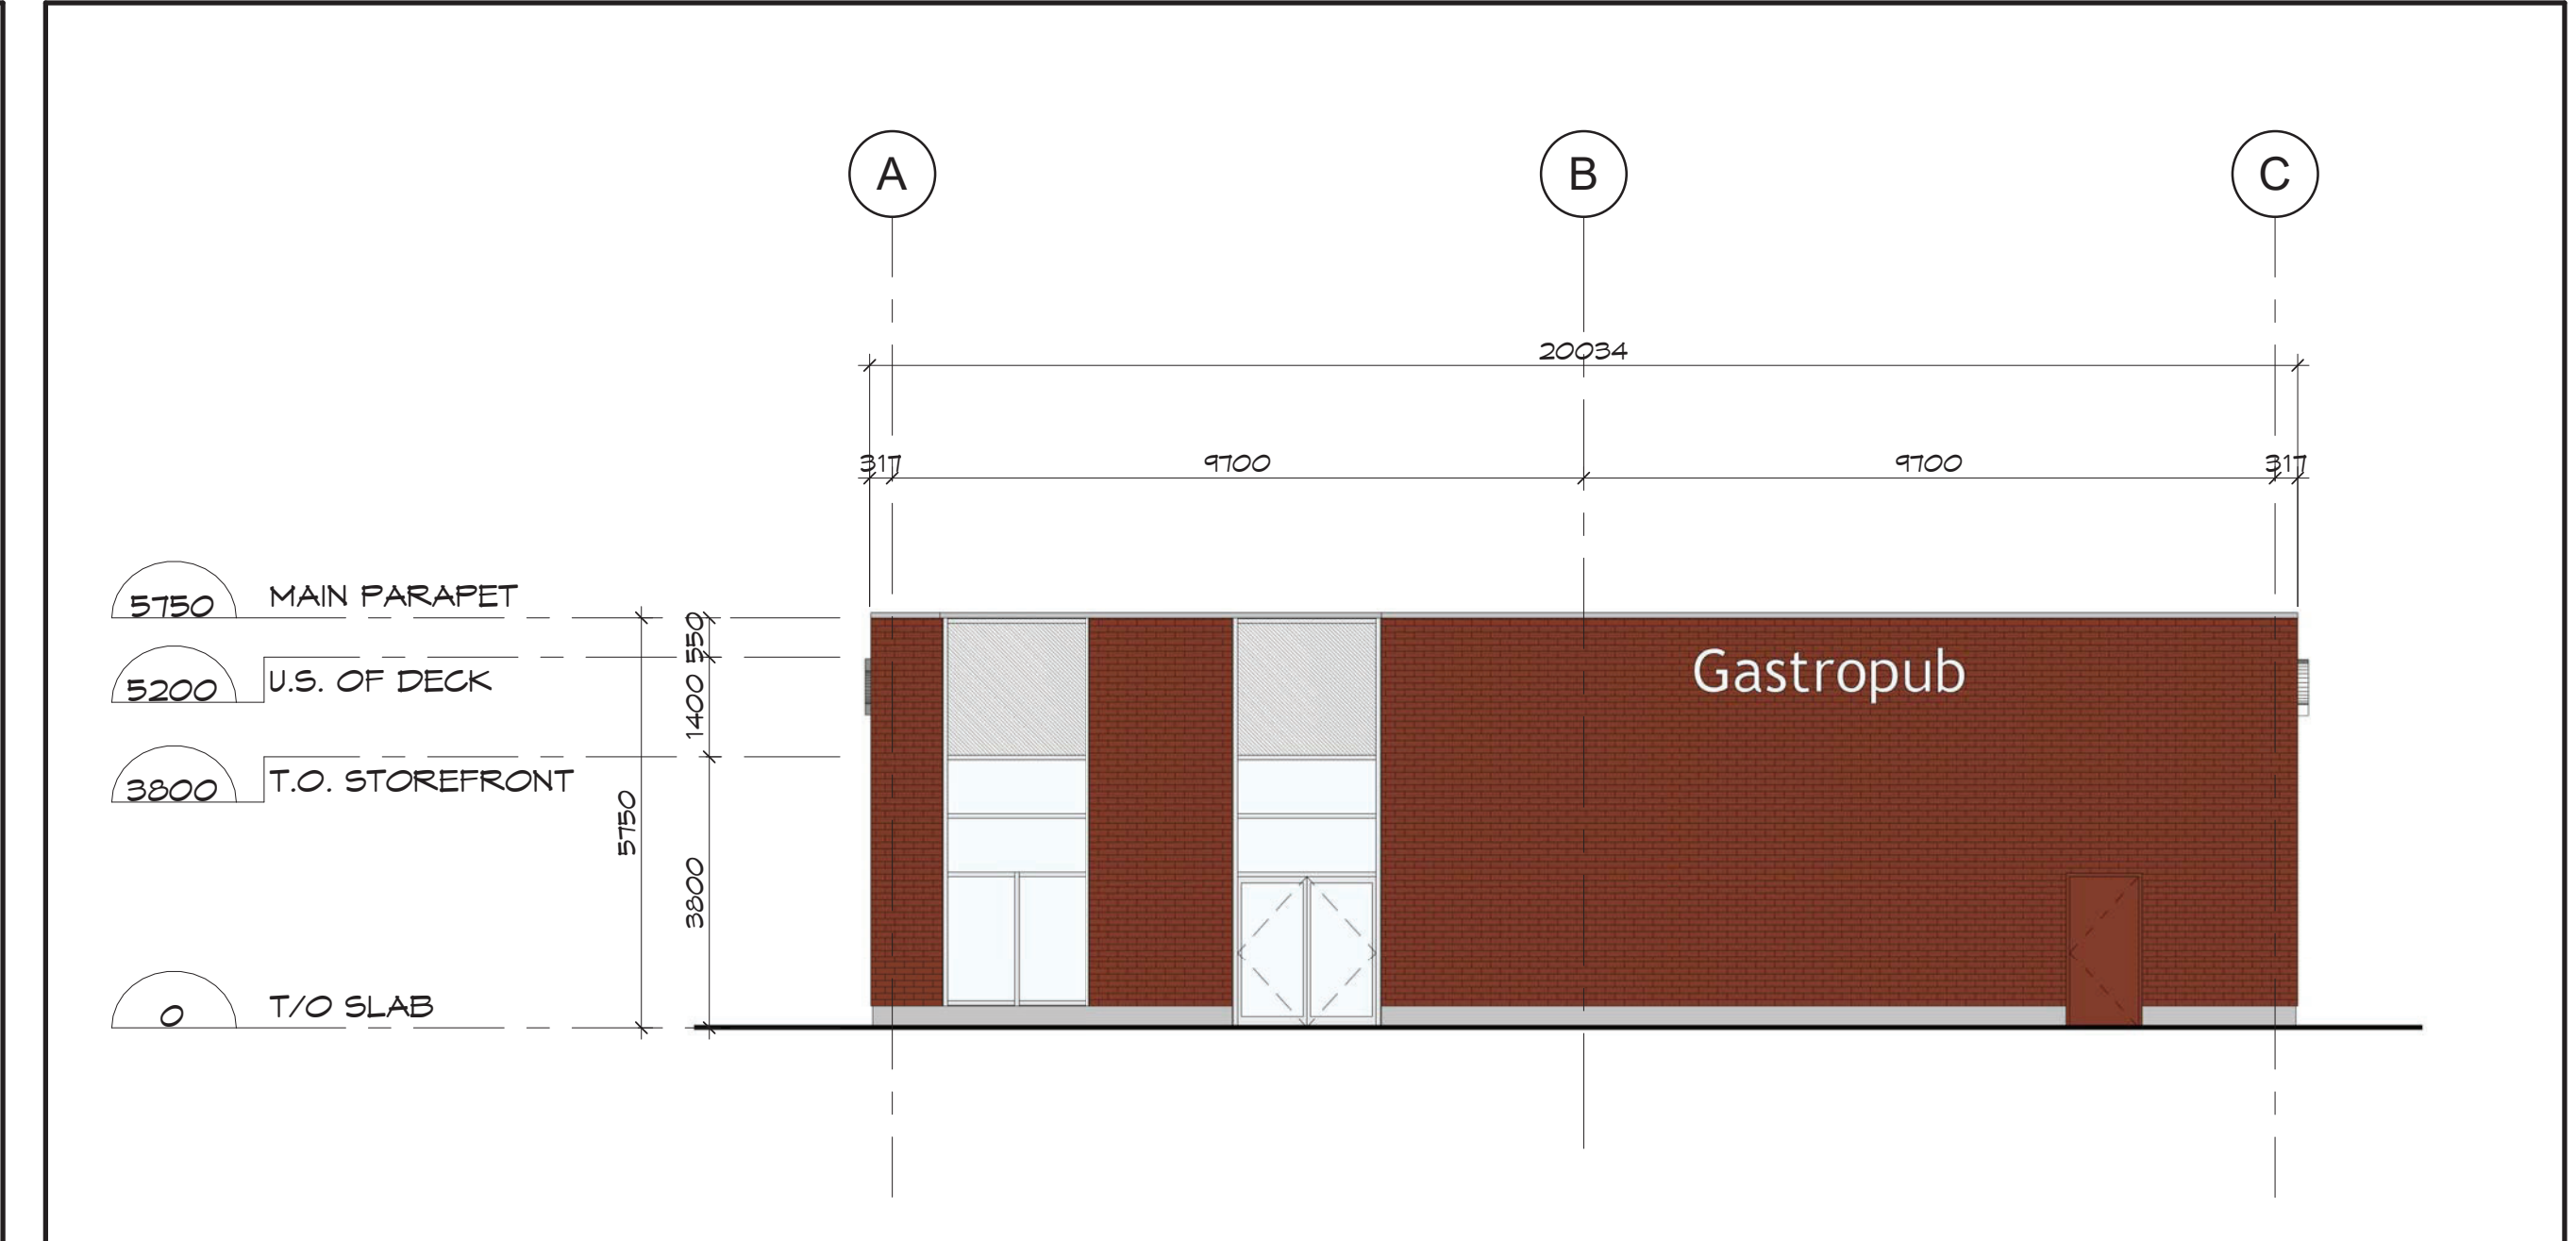 A B C
20034
317 9700 9700 317
5750 MAIN PARAPET
550
5200 U.S. OF DECK
1400
Gastropub
3800 T.O. STOREFRONT
5750
3800
0 T/O SLAB